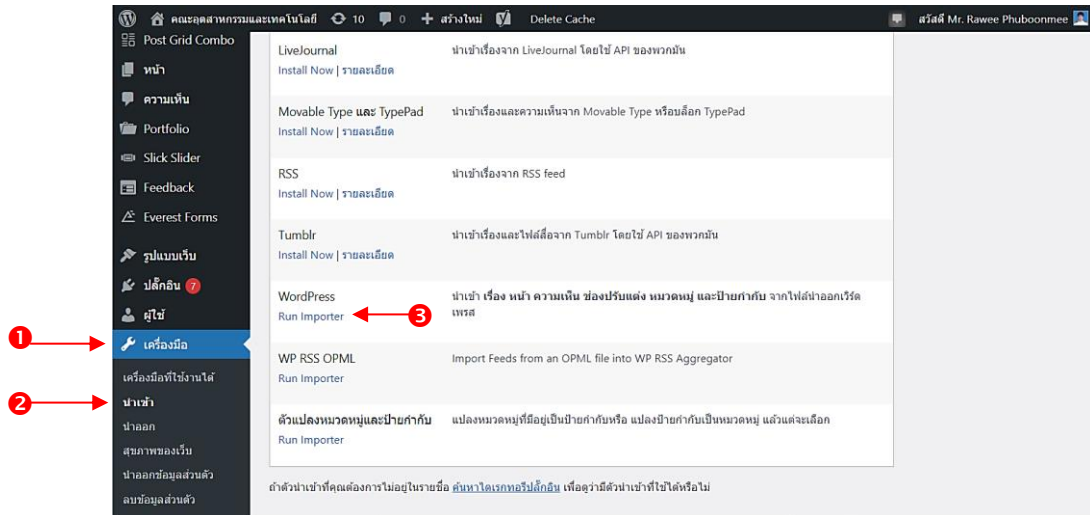 คณะอุตสาหกรรมและเทคโนโลยี 10 0 + สร้างใหม่ Delete Cache สวัสดี Mr. Rawee Phuboonmee
Post Grid Combo
หน้า
ความเห็น
Portfolio
Slick Slider
Feedback
Everest Forms
รูปแบบเว็บ
ปลั๊กอิน 7
ผู้ใช้
1 เครื่องมือ
เครื่องมือที่ใช้งานได้
2 นำเข้า
นำออก
สุขภาพของเว็บ
นำออกข้อมูลส่วนตัว
ลบข้อมูลส่วนตัว
LiveJournal นำเข้าเรื่องจาก LiveJournal โดยใช้ API ของพวกมัน
Install Now | รายละเอียด
Movable Type และ TypePad นำเข้าเรื่องและความเห็นจาก Movable Type หรือบล็อก TypePad
Install Now | รายละเอียด
RSS นำเข้าเรื่องจาก RSS feed
Install Now | รายละเอียด
Tumblr นำเข้าเรื่องและไฟล์สื่อจาก Tumblr โดยใช้ API ของพวกมัน
Install Now | รายละเอียด
WordPress นำเข้า เรื่อง หน้า ความเห็น ช่องปรับแต่ง หมวดหมู่ และป้ายกำกับ จากไฟล์นำออกเวิร์ด
Run Importer 3 เพรส
WP RSS OPML Import Feeds from an OPML file into WP RSS Aggregator
Run Importer
ตัวแปลงหมวดหมู่และป้ายกำกับ แปลงหมวดหมู่ที่มีอยู่เป็นป้ายกำกับหรือ แปลงป้ายกำกับเป็นหมวดหมู่ แล้วแต่จะเลือก
Run Importer
ถ้าตัวนำเข้าที่คุณต้องการไม่อยู่ในรายชื่อ ค้นหาไดเรกทอรีปลั๊กอิน เพื่อดูว่ามีตัวนำเข้าที่ใช้ได้หรือไม่